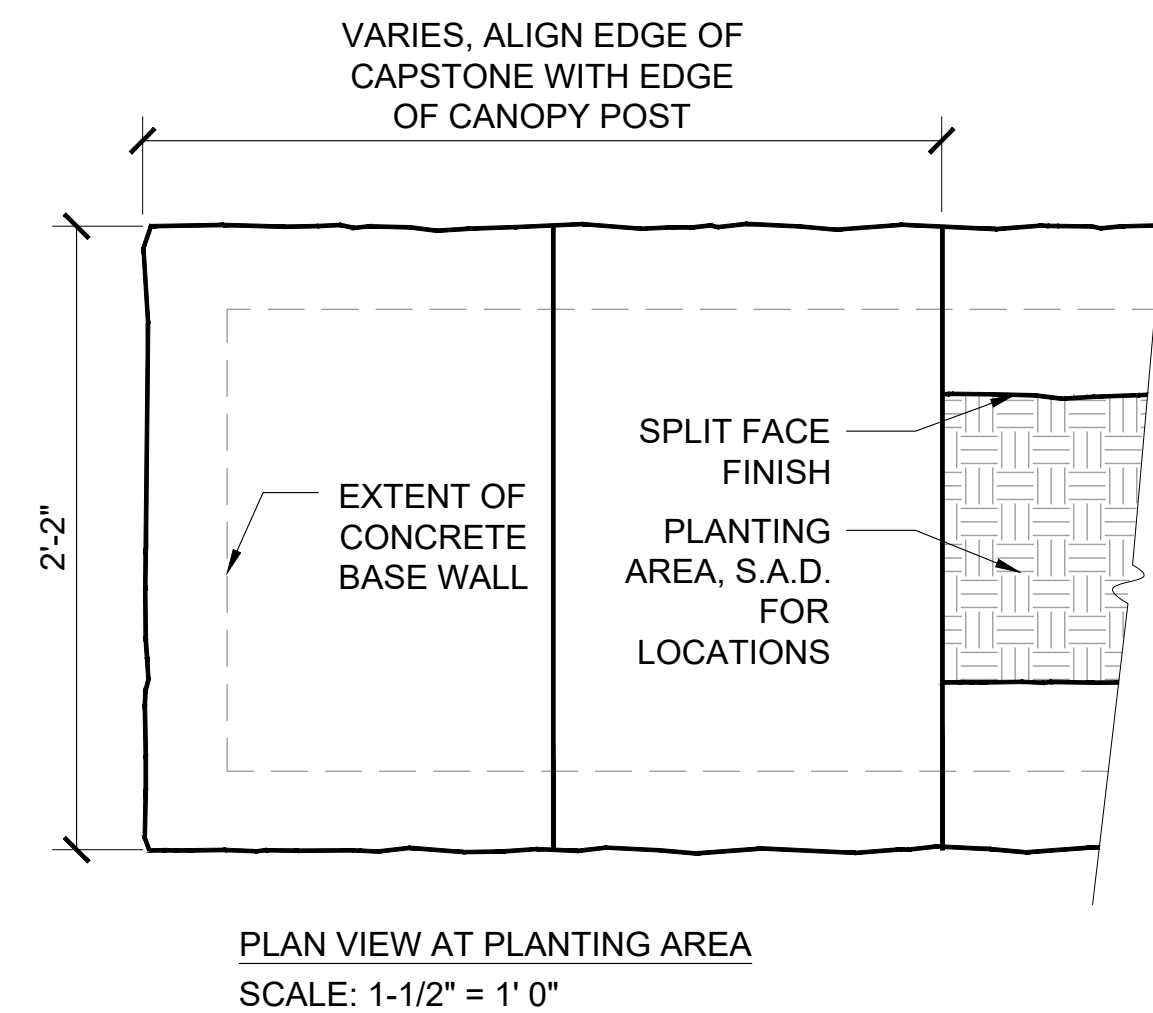 VARIES, ALIGN EDGE OF
CAPSTONE WITH EDGE
OF CANOPY POST
2'-2"
SPLIT FACE
FINISH
EXTENT OF
CONCRETE
BASE WALL
PLANTING
AREA, S.A.D.
FOR
LOCATIONS
PLAN VIEW AT PLANTING AREA
SCALE: 1-1/2" = 1' 0"